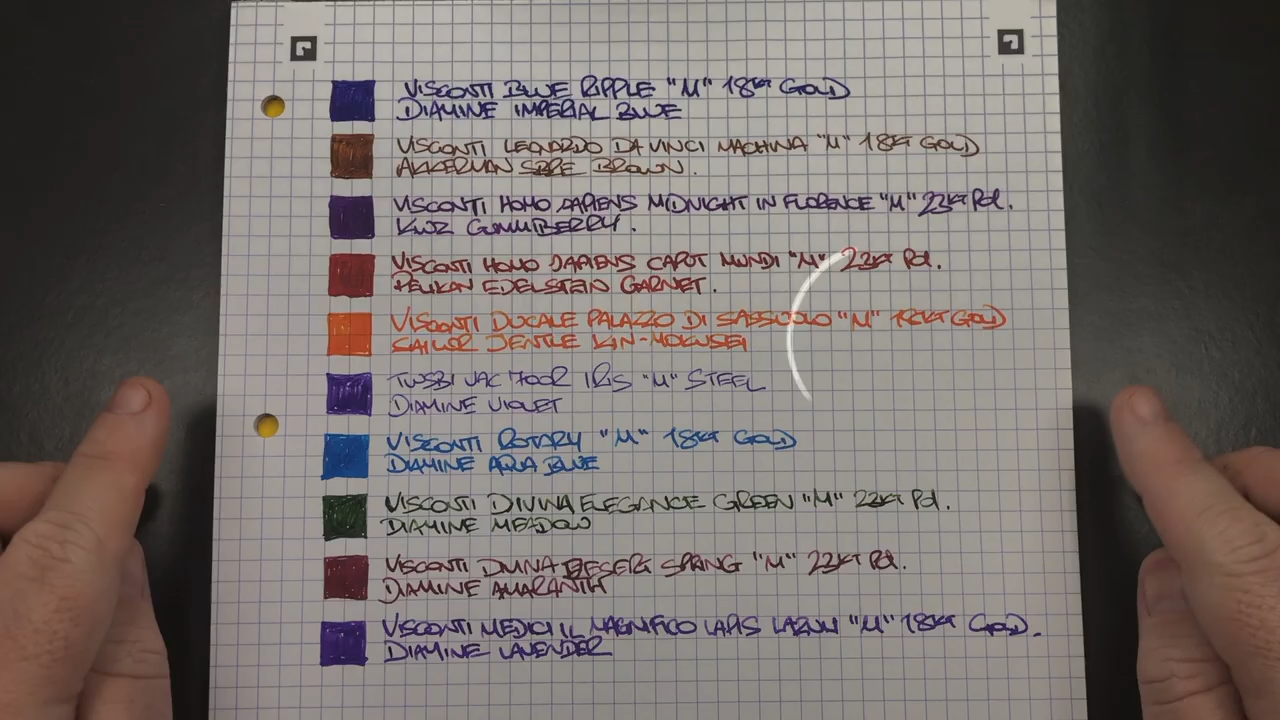 VISCONTI BLUE RIPPLE "M" 18KT GOLD
DIAMINE IMPERIAL BLUE
VISCONTI LEONARDO DA VINCI MACHINA "M" 18KT GOLD
AKKERMAN SBRE BROWN.
VISCONTI HOMO SAPIENS MIDNIGHT IN FLORENCE "M" 23KT Pd.
KWZ GUMMIBERRY.
VISCONTI HOMO SAPIENS CAPUT MUNDI "M" 23KT Pd.
PELIKAN EDELSTEIN GARNET.
VISCONTI DUCALE PALAZZO DI SASSUOLO "M" 18KT GOLD
SAILOR JENTLE KIN-MOKUSEI
TWSBI VAC 700R IRIS "M" STEEL
DIAMINE VIOLET
VISCONTI ROTARY "M" 18KT GOLD
DIAMINE AQUA BLUE
VISCONTI DIVINA ELEGANCE GREEN "M" 23KT Pd.
DIAMINE MEADOW
VISCONTI DIVINA DESERT SPRING "M" 23KT Pd.
DIAMINE AMARANTH
VISCONTI MEDICI IL MAGNIFICO LAPIS LAZULI "M" 18KT GOLD.
DIAMINE LAVENDER